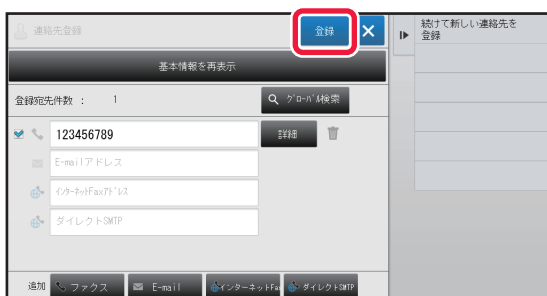 連絡先登録
登録
続けて新しい連絡先を
登録
基本情報を再表示
登録宛先件数 : 1
グローバル検索
123456789
詳細
E-mailアドレス
インターネットFaxアドレス
ダイレクトSMTP
追加
ファクス
E-mail
インターネットFa
ダイレクトSMTP